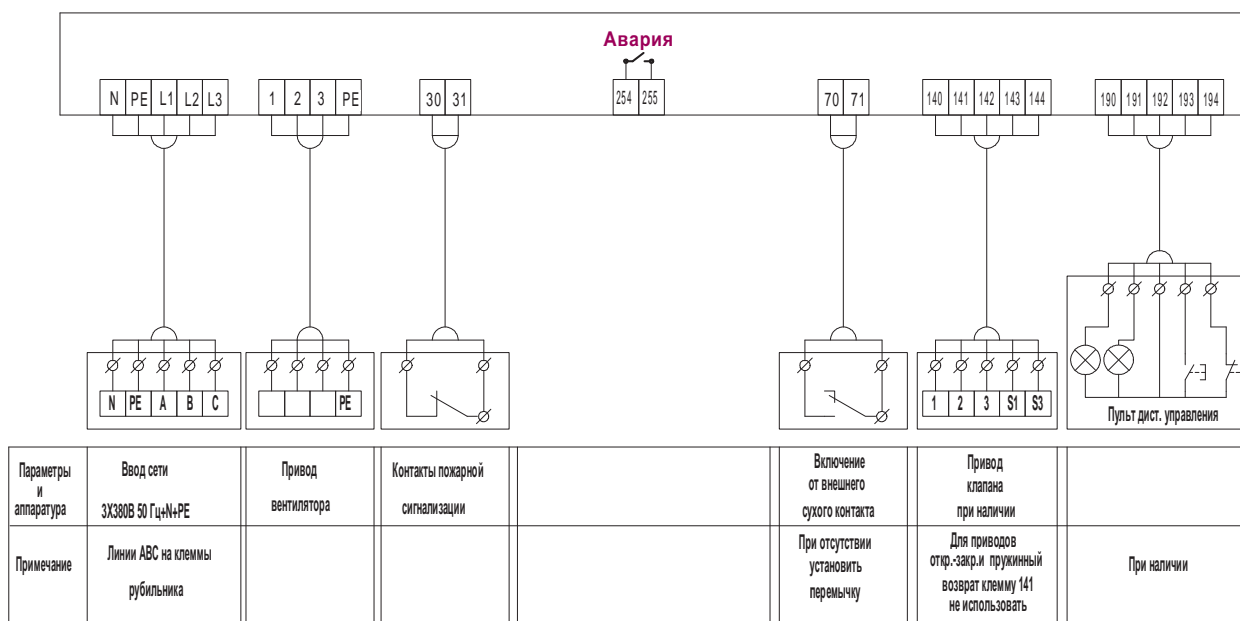 Авария
N PE L1 L2 L3
1 2 3 PE
30 31
254 255
70 71
140 141 142 143 144
190 191 192 193 194
N PE A B C
PE
1 2 3 S1 S3
Пульт дист. управления
Параметры
и
аппаратура
Ввод сети
3Х380В 50 Гц+N+PE
Привод
вентилятора
Контакты пожарной
сигнализации
Включение
от внешнего
сухого контакта
Привод
клапана
при наличии
Примечание
Линии АВС на клеммы
рубильника
При отсутствии
установить
перемычку
Для приводов
откр.-закр.и пружинный
возврат клемму 141
не использовать
При наличии